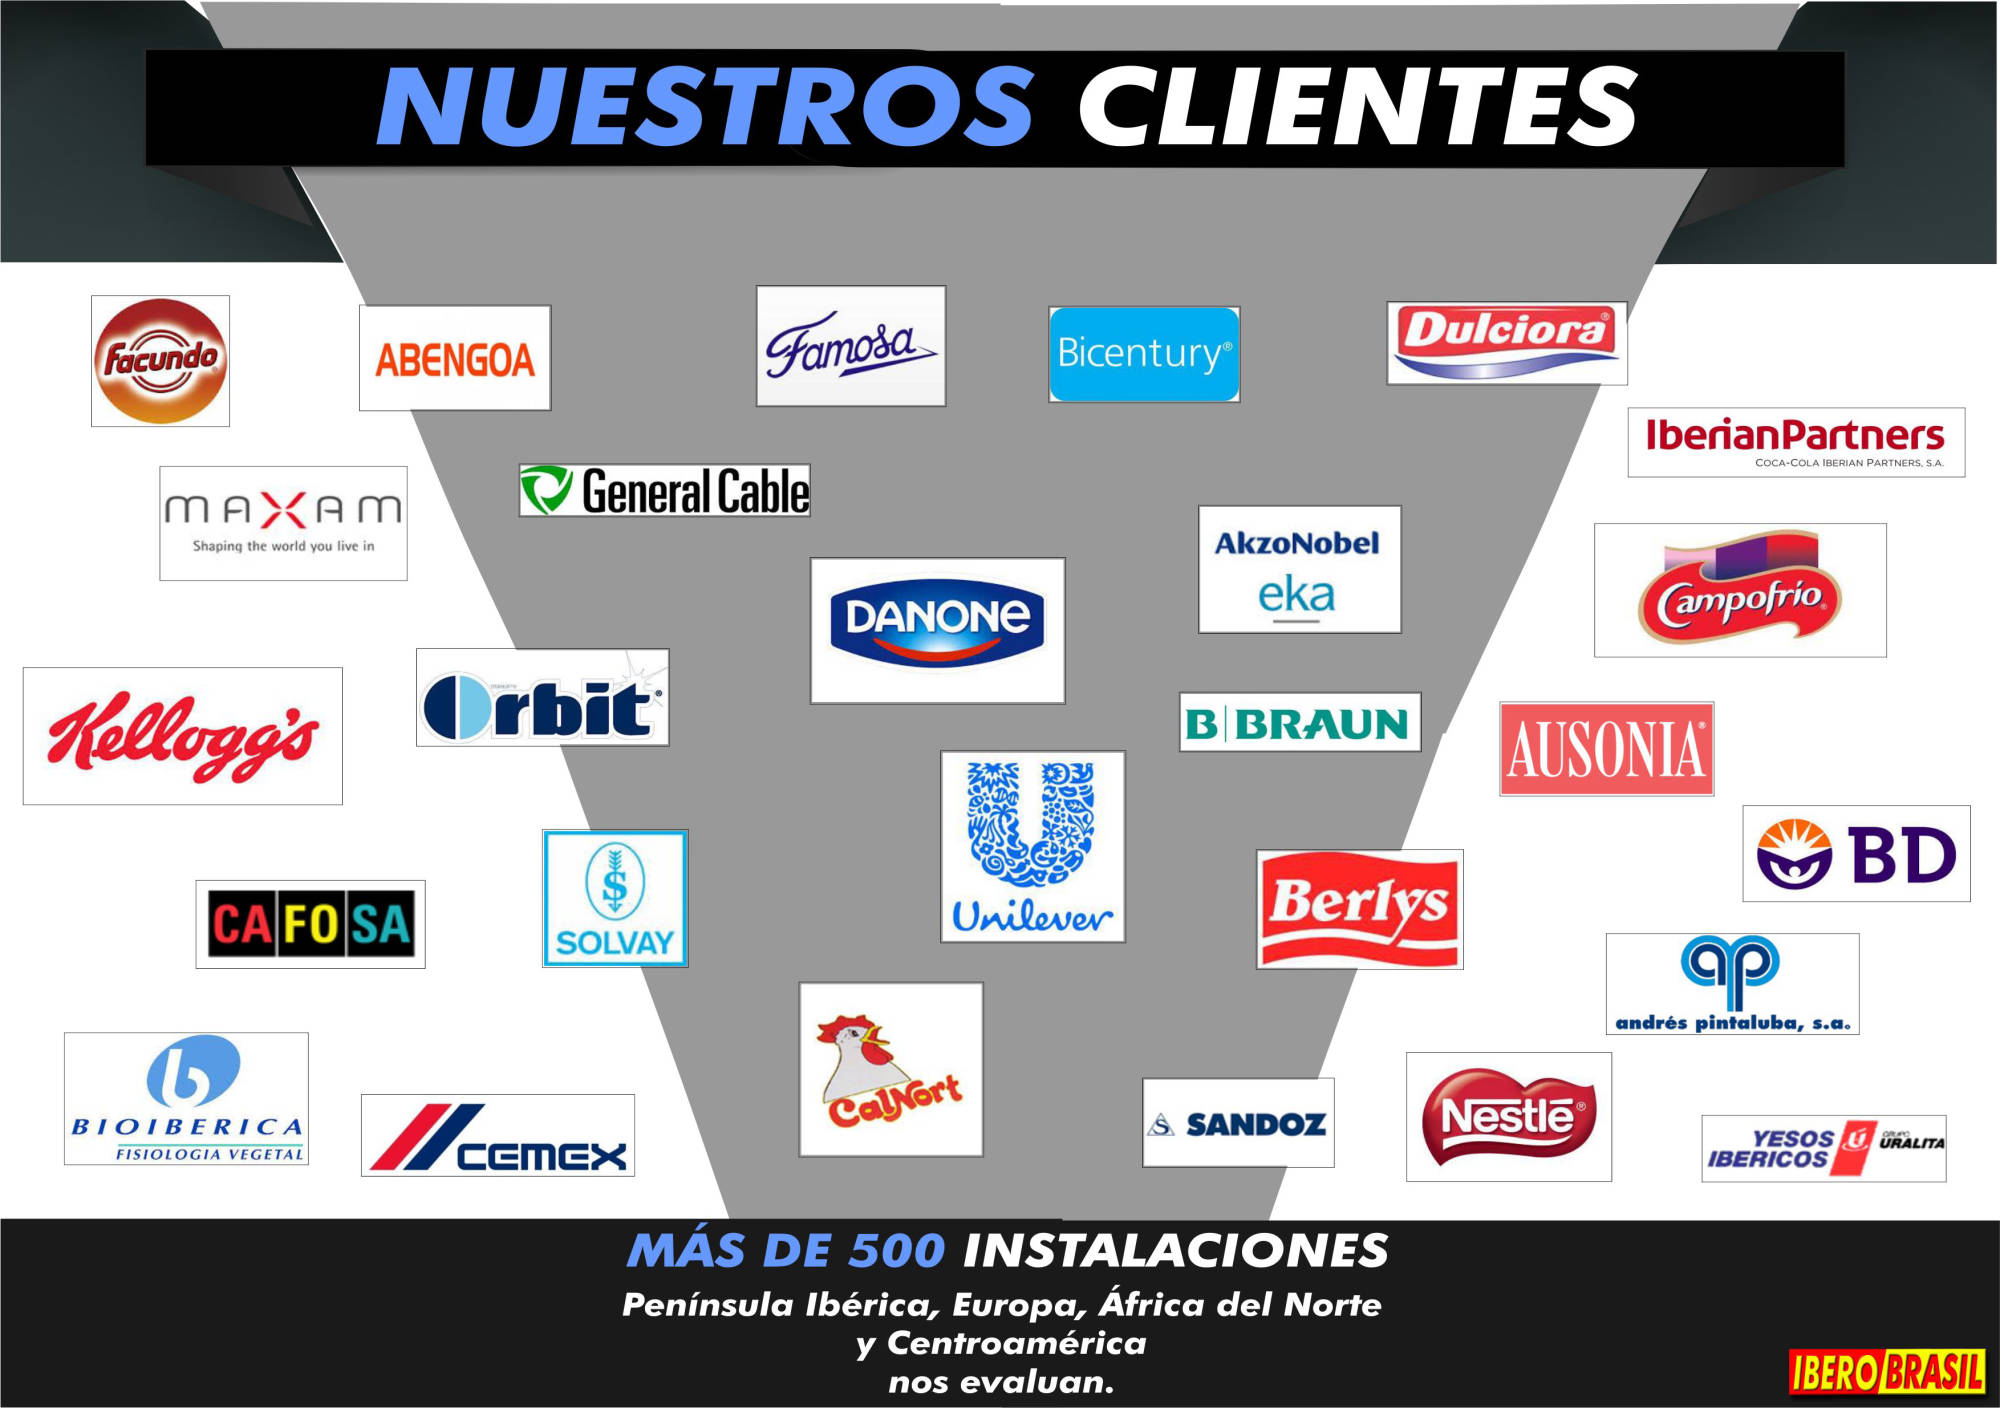 NUESTROS CLIENTES
facundo
ABENGOA
Famosa
Bicentury®
Dulciora®
IberianPartners
COCA-COLA IBERIAN PARTNERS, S.A.
MAXAM
Shaping the world you live in
General Cable
AkzoNobel
eka
DANONE
Campofrío®
Kellogg's
Orbit®
B|BRAUN
AUSONIA®
Unilever
SOLVAY
BD
Berlys
CAFOSA
andrés pintaluba, s.a.
CalNort
BIOIBERICA
FISIOLOGIA VEGETAL
CEMEX
SANDOZ
Nestlé®
YESOS
IBERICOS
GRUPO
URALITA
MÁS DE 500 INSTALACIONES
Península Ibérica, Europa, África del Norte
y Centroamérica
nos evaluan.
IBERO/BRASIL